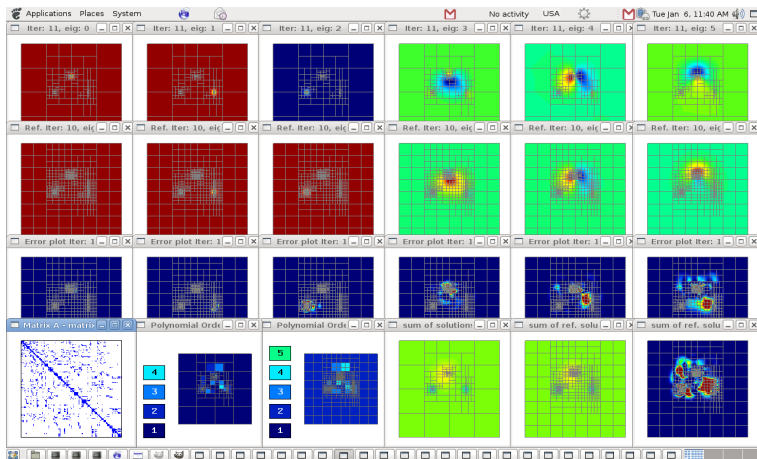 Applications Places System No activity USA Tue Jan 6, 11:40 AM
Iter: 11, eig: 0 Iter: 11, eig: 1 Iter: 11, eig: 2 Iter: 11, eig: 3 Iter: 11, eig: 4 Iter: 11, eig: 5
Ref. Iter: 10, eig Ref. Iter: 10, eig Ref. Iter: 10, eig Ref. Iter: 10, eig Ref. Iter: 10, eig Ref. Iter: 10, eig
Error plot Iter: 1 Error plot Iter: 1 Error plot Iter: 1 Error plot Iter: 1 Error plot Iter: 1 Error plot Iter: 1
Matrix A - matrix Polynomial Orde Polynomial Orde sum of solution sum of ref. solu sum of ref. solu
5
4 4
3 3
2 2
1 1